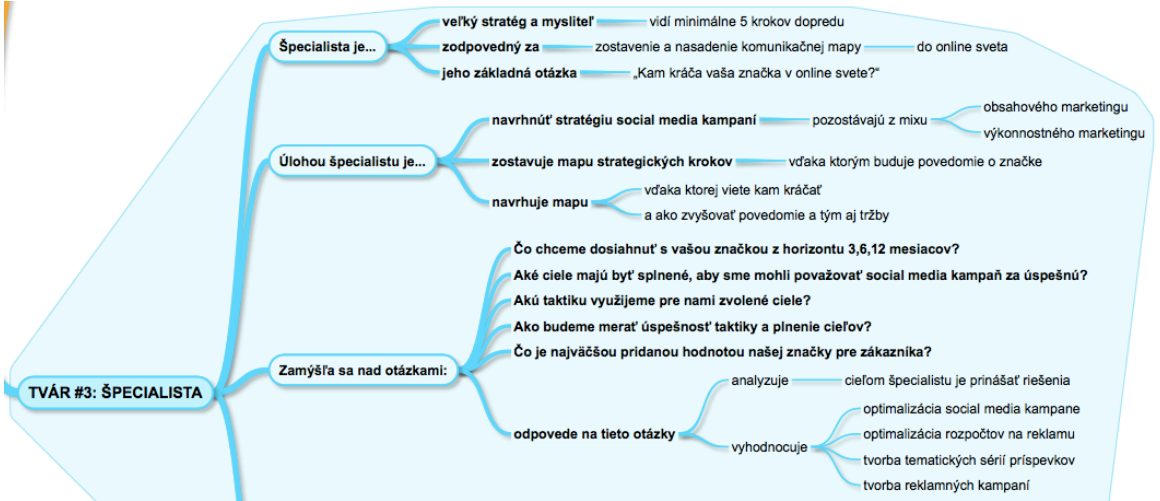 TVÁR #3: ŠPECIALISTA
Špecialista je...
veľký stratég a mysliteľ
vidí minimálne 5 krokov dopredu
zodpovedný za
zostavenie a nasadenie komunikačnej mapy
do online sveta
jeho základná otázka
„Kam kráča vaša značka v online svete?“
Úlohou špecialistu je...
navrhnúť stratégiu social media kampaní
pozostávajú z mixu
obsahového marketingu
výkonnostného marketingu
zostavuje mapu strategických krokov
vďaka ktorým buduje povedomie o značke
navrhuje mapu
vďaka ktorej viete kam kráčať
a ako zvyšovať povedomie a tým aj tržby
Zamýšľa sa nad otázkami:
Čo chceme dosiahnuť s vašou značkou z horizontu 3,6,12 mesiacov?
Aké ciele majú byť splnené, aby sme mohli považovať social media kampaň za úspešnú?
Akú taktiku využijeme pre nami zvolené ciele?
Ako budeme merať úspešnosť taktiky a plnenie cieľov?
Čo je najväčšou pridanou hodnotou našej značky pre zákazníka?
odpovede na tieto otázky
analyzuje
cieľom špecialistu je prinášať riešenia
vyhodnocuje
optimalizácia social media kampane
optimalizácia rozpočtov na reklamu
tvorba tematických sérií príspevkov
tvorba reklamných kampaní